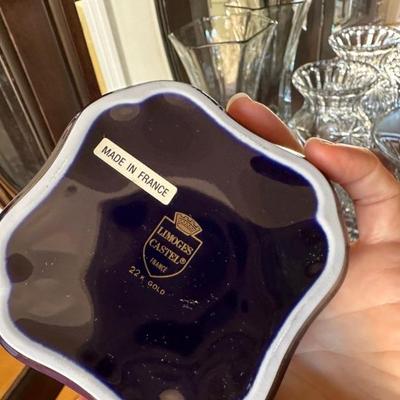 MADE IN FRANCE
LIMOGES
CASTEL®
FRANCE
22 K GOLD